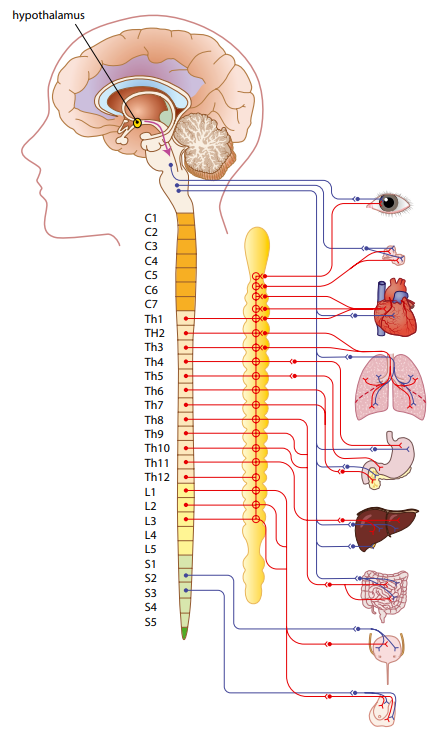 hypothalamus
C1
C2
C3
C4
C5
C6
C7
Th1
TH2
Th3
Th4
Th5
Th6
Th7
Th8
Th9
Th10
Th11
Th12
L1
L2
L3
L4
L5
S1
S2
S3
S4
S5